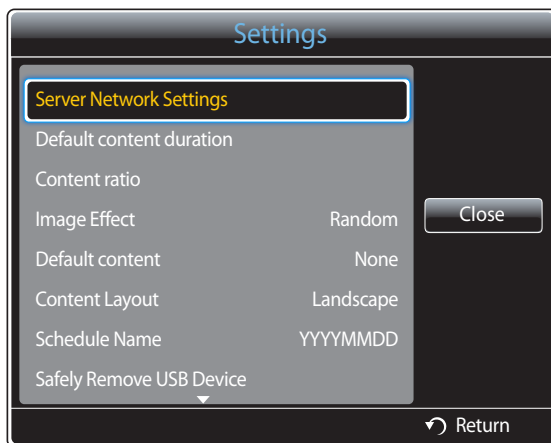 Settings
Server Network Settings
Default content duration
Content ratio
Image Effect Random
Default content None
Content Layout Landscape
Schedule Name YYYYMMDD
Safely Remove USB Device
Close
Return